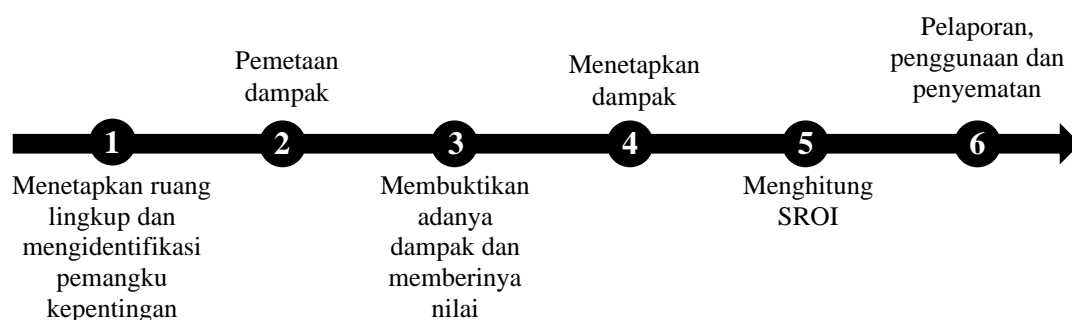 1
Menetapkan ruang
lingkup dan
mengidentifikasi
pemangku
kepentingan
2
Pemetaan
dampak
3
Membuktikan
adanya
dampak dan
memberinya
nilai
4
Menetapkan
dampak
5
Menghitung
SROI
6
Pelaporan,
penggunaan dan
penyematan